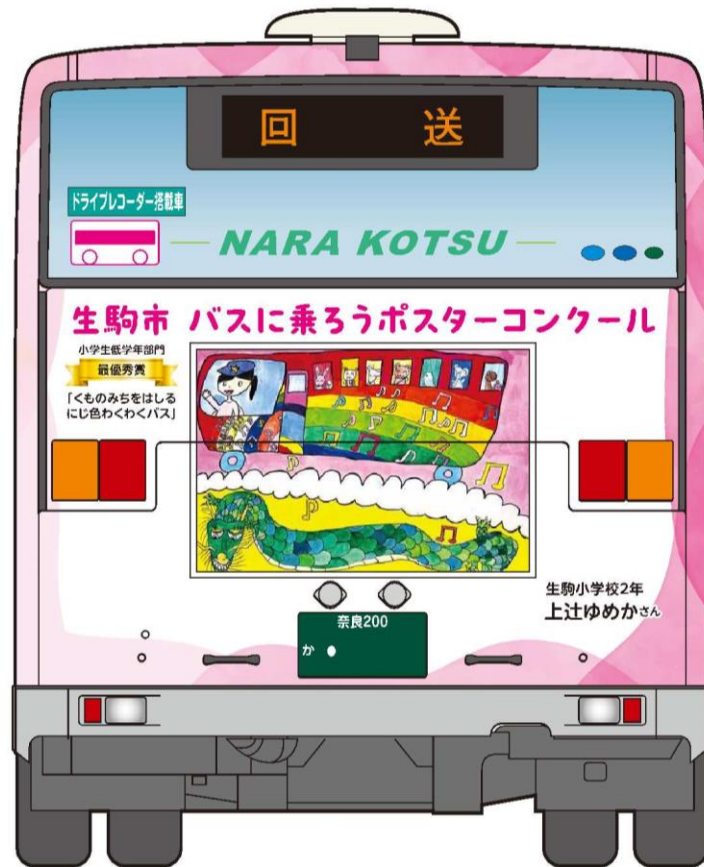 回 送
ドライブレコーダー搭載車
NARA KOTSU
生駒市 バスに乗ろうポスターコンクール
小学生低学年部門
最優秀賞
「くものみちをはしる
にじ色わくわくバス」
生駒小学校2年
上辻ゆめかさん
奈良200
か